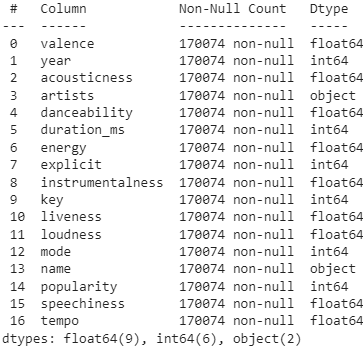 #   Column            Non-Null Count   Dtype
---  ------            --------------   -----
 0   valence           170074 non-null  float64
 1   year              170074 non-null  int64
 2   acousticness      170074 non-null  float64
 3   artists           170074 non-null  object
 4   danceability      170074 non-null  float64
 5   duration_ms       170074 non-null  int64
 6   energy            170074 non-null  float64
 7   explicit          170074 non-null  int64
 8   instrumentalness  170074 non-null  float64
 9   key               170074 non-null  int64
 10  liveness          170074 non-null  float64
 11  loudness          170074 non-null  float64
 12  mode              170074 non-null  int64
 13  name              170074 non-null  object
 14  popularity        170074 non-null  int64
 15  speechiness       170074 non-null  float64
 16  tempo             170074 non-null  float64
dtypes: float64(9), int64(6), object(2)